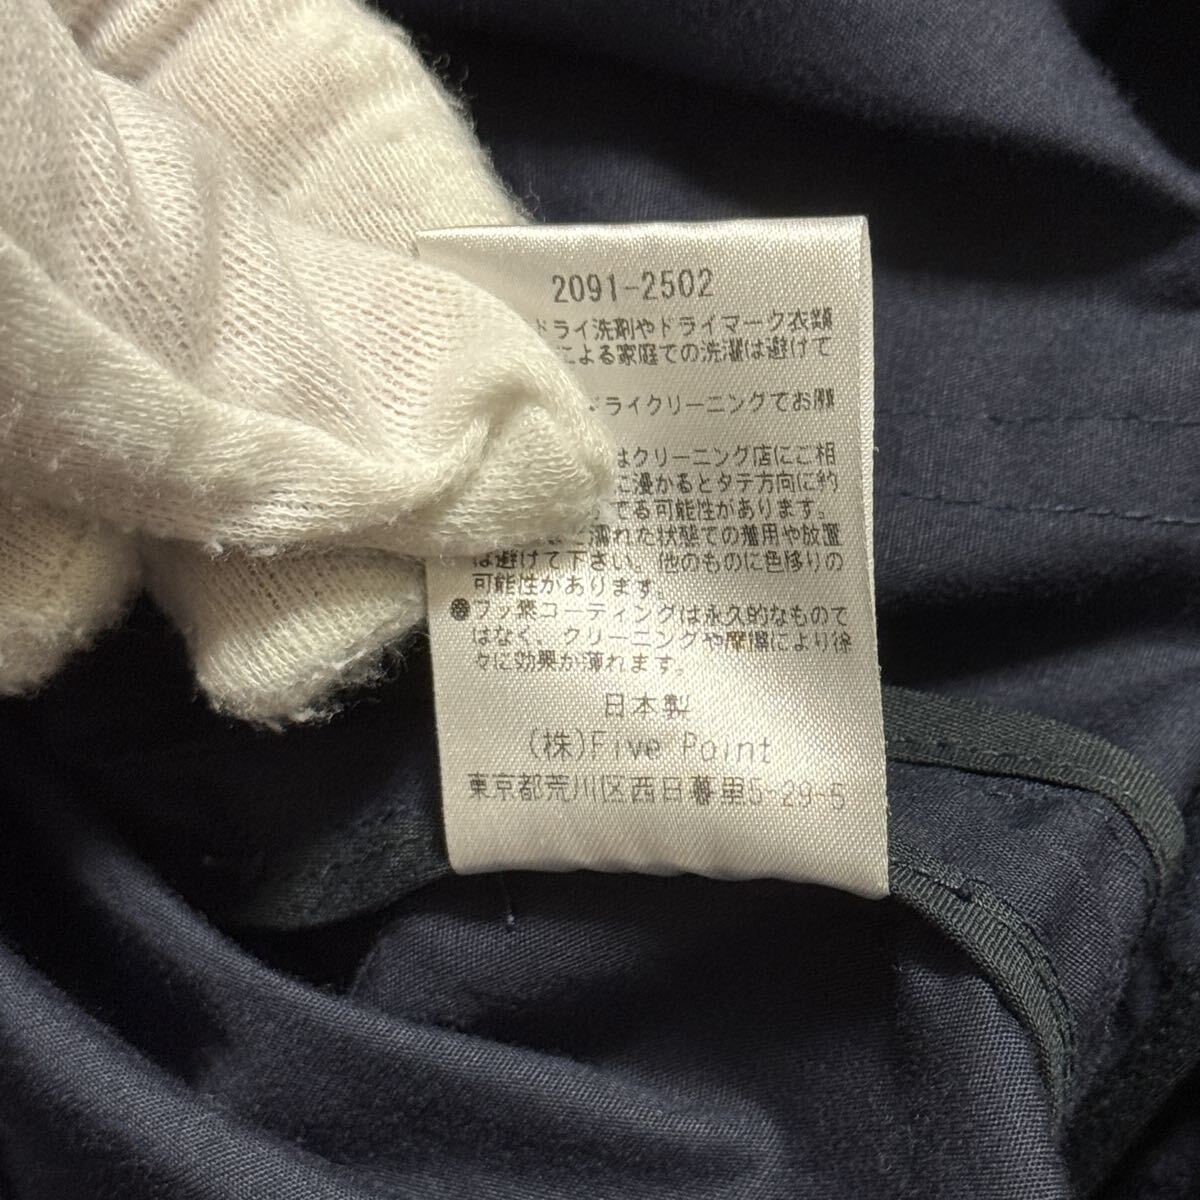 2091-2502
ドライ洗剤やドライマーク衣類
による家庭での洗濯は避けて
ドライクリーニングでお願
はクリーニング店にご相
に浸かるとタテ方向に約
てる可能性があります。
濡れた状態での着用や放置
は避けて下さい。他のものに色移りの
可能性があります。
●フッ素コーティングは永久的なもので
はなく、クリーニングや摩擦により徐
々に効果が薄れます。
日本製
(株)Five Point
東京都荒川区西日暮里5-29-5